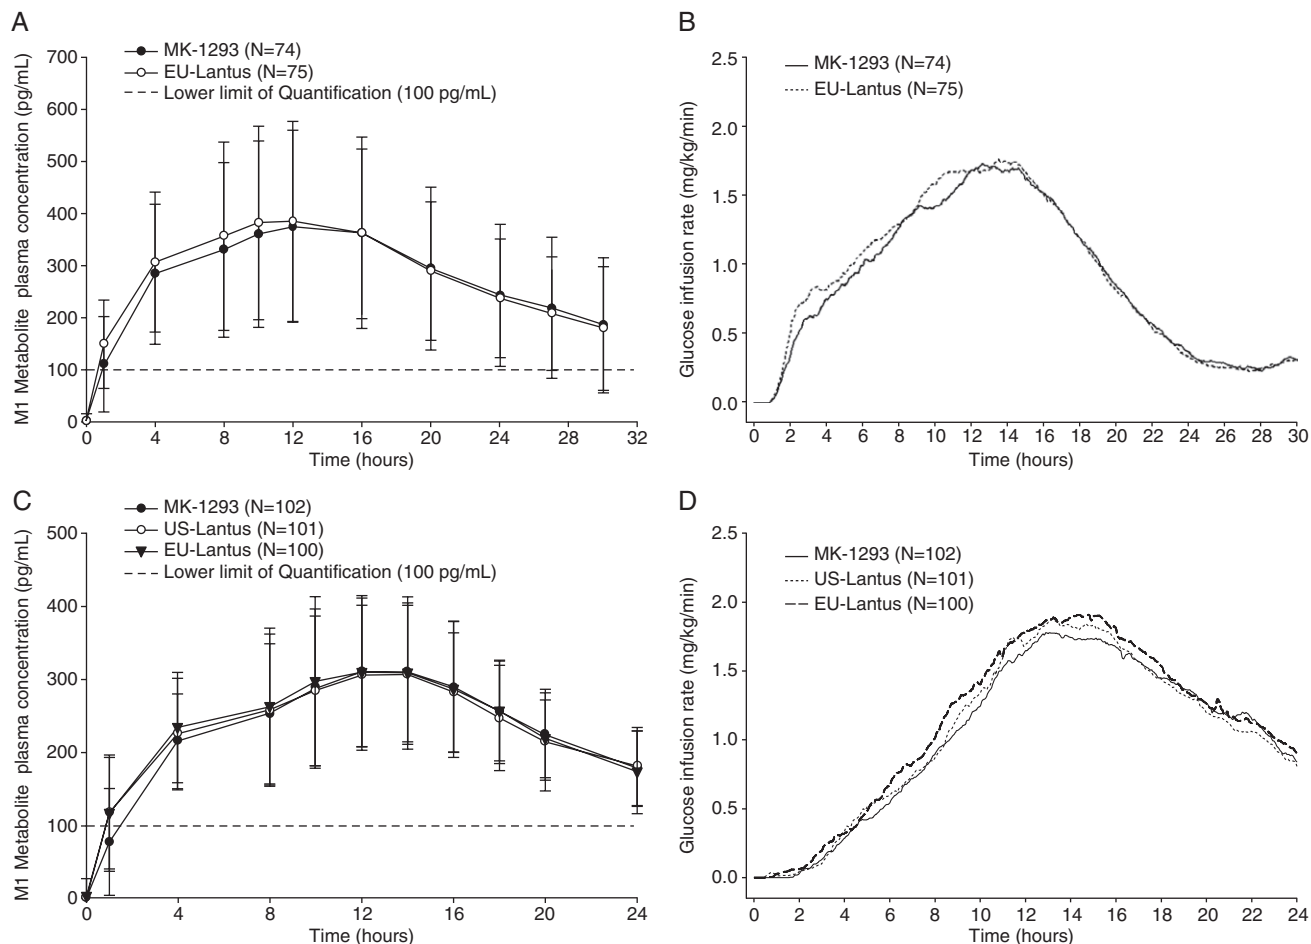 A
MK-1293 (N=74)
EU-Lantus (N=75)
Lower limit of Quantification (100 pg/mL)
M1 Metabolite plasma concentration (pg/mL)
700
600
500
400
300
200
100
0
0 4 8 12 16 20 24 28 32
Time (hours)
B
MK-1293 (N=74)
EU-Lantus (N=75)
Glucose infusion rate (mg/kg/min)
2.5
2.0
1.5
1.0
0.5
0.0
0 2 4 6 8 10 12 14 16 18 20 22 24 26 28 30
Time (hours)
C
MK-1293 (N=102)
US-Lantus (N=101)
EU-Lantus (N=100)
Lower limit of Quantification (100 pg/mL)
M1 Metabolite plasma concentration (pg/mL)
500
400
300
200
100
0
0 4 8 12 16 20 24
Time (hours)
D
MK-1293 (N=102)
US-Lantus (N=101)
EU-Lantus (N=100)
Glucose infusion rate (mg/kg/min)
2.5
2.0
1.5
1.0
0.5
0.0
0 2 4 6 8 10 12 14 16 18 20 22 24
Time (hours)